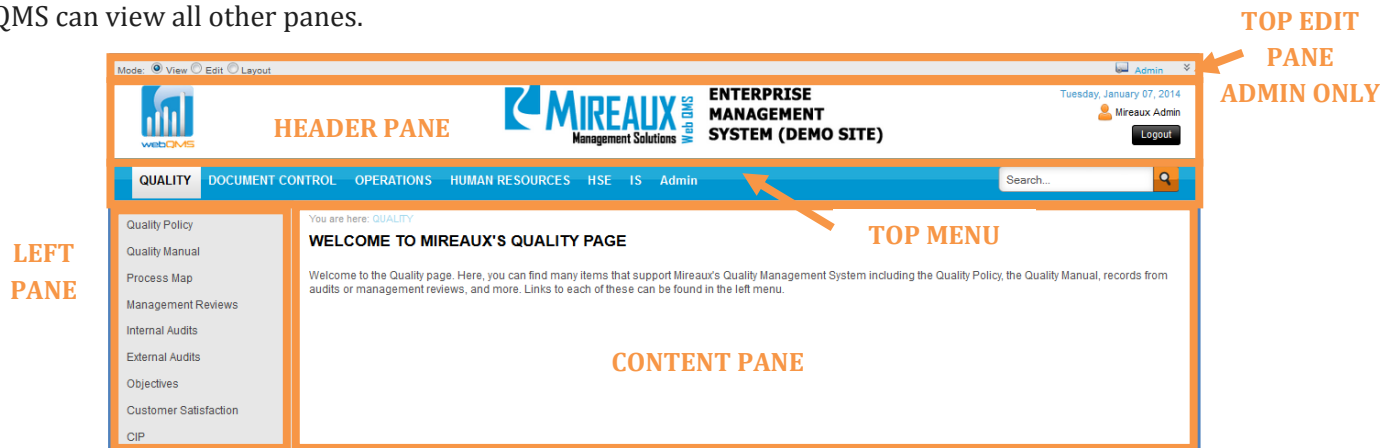 QMS can view all other panes.
TOP EDIT
PANE
ADMIN ONLY
Mode: View Edit Layout
Admin
webQMS
HEADER PANE
MIREAUX
Management Solutions
Web QMS
ENTERPRISE
MANAGEMENT
SYSTEM (DEMO SITE)
Tuesday, January 07, 2014
Mireaux Admin
Logout
QUALITY DOCUMENT CONTROL OPERATIONS HUMAN RESOURCES HSE IS Admin
Search...
TOP MENU
LEFT
PANE
Quality Policy
Quality Manual
Process Map
Management Reviews
Internal Audits
External Audits
Objectives
Customer Satisfaction
CIP
You are here: QUALITY
WELCOME TO MIREAUX'S QUALITY PAGE
Welcome to the Quality page. Here, you can find many items that support Mireaux's Quality Management System including the Quality Policy, the Quality Manual, records from
audits or management reviews, and more. Links to each of these can be found in the left menu.
CONTENT PANE